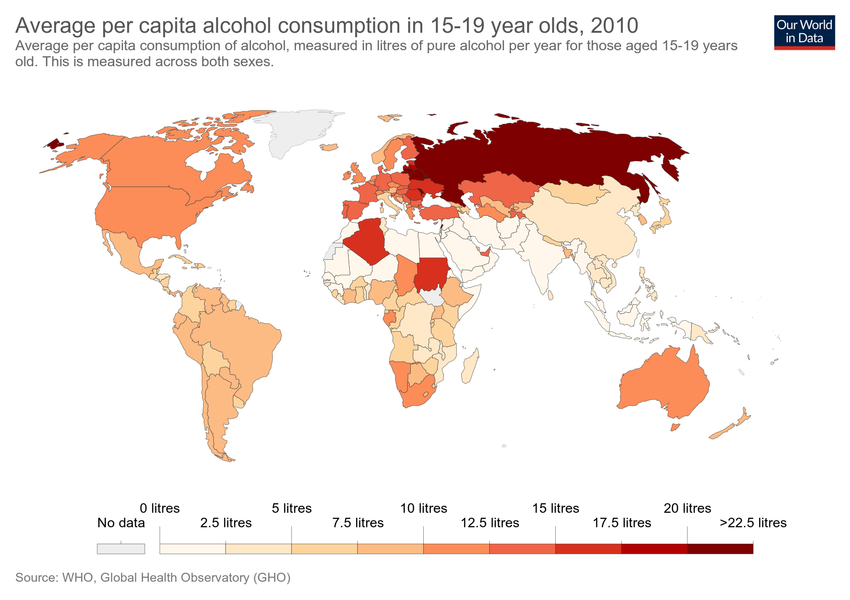 Average per capita alcohol consumption in 15-19 year olds, 2010
Our World
in Data
Average per capita consumption of alcohol, measured in litres of pure alcohol per year for those aged 15-19 years
old. This is measured across both sexes.
0 litres 5 litres 10 litres 15 litres 20 litres
No data 2.5 litres 7.5 litres 12.5 litres 17.5 litres >22.5 litres
Source: WHO, Global Health Observatory (GHO)